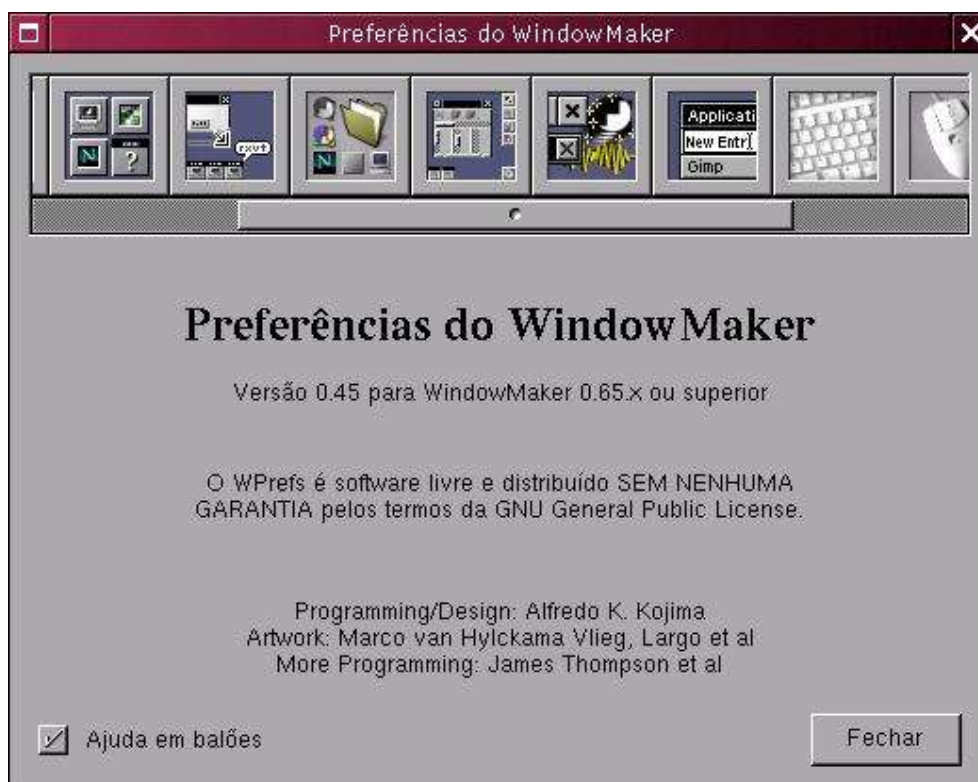 Preferências do WindowMaker
rxvt
Applicati
New Entr
Gimp
Preferências do WindowMaker
Versão 0.45 para WindowMaker 0.65.x ou superior
O WPrefs é software livre e distribuído SEM NENHUMA
GARANTIA pelos termos da GNU General Public License.
Programming/Design: Alfredo K. Kojima
Artwork: Marco van Hylckama Vlieg, Largo et al
More Programming: James Thompson et al
Ajuda em balões
Fechar